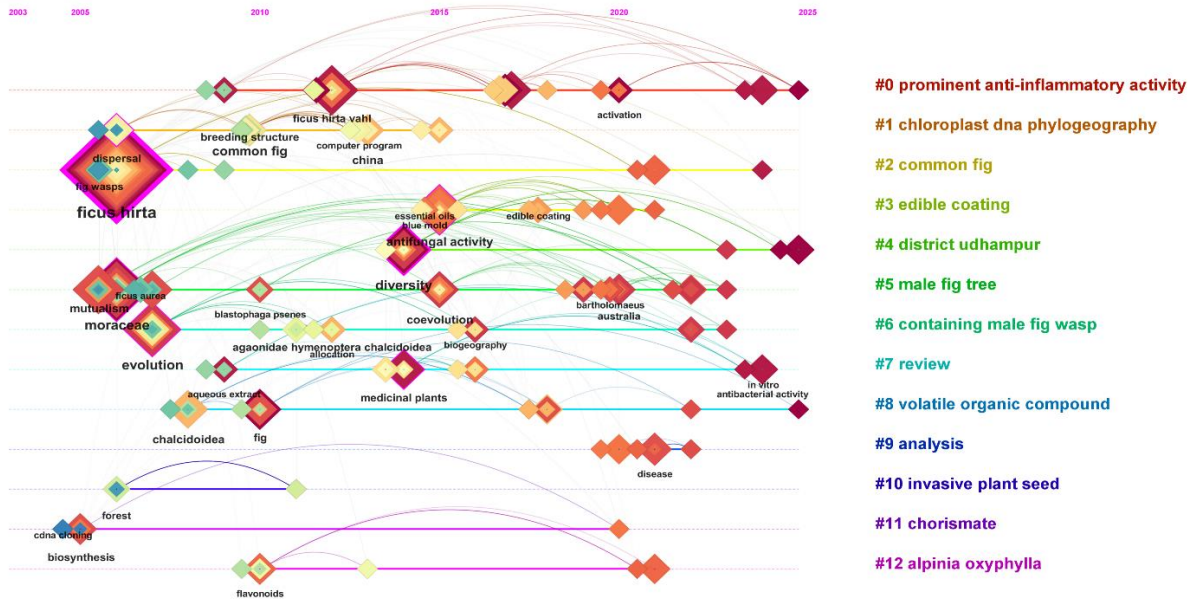 2003 2005 2010 2015 2020 2025
#0 prominent anti-inflammatory activity
activation
ficus hirta vahl
#1 chloroplast dna phylogeography
breeding structure
computer program
common fig
dispersal
china
#2 common fig
fig wasps
ficus hirta
#3 edible coating
essential oils
edible coating
blue mold
antifungal activity
#4 district udhampur
diversity
#5 male fig tree
ficus aurea
mutualism
bartholomaeus
blastophaga psenes
australia
coevolution
moraceae
#6 containing male fig wasp
agaonidae hymenoptera chalcidoidea
biogeography
allocation
evolution
#7 review
in vitro
antibacterial activity
aqueous extract
medicinal plants
#8 volatile organic compound
chalcidoidea
fig
#9 analysis
disease
#10 invasive plant seed
forest
#11 chorismate
cdna cloning
biosynthesis
#12 alpinia oxyphylla
flavonoids